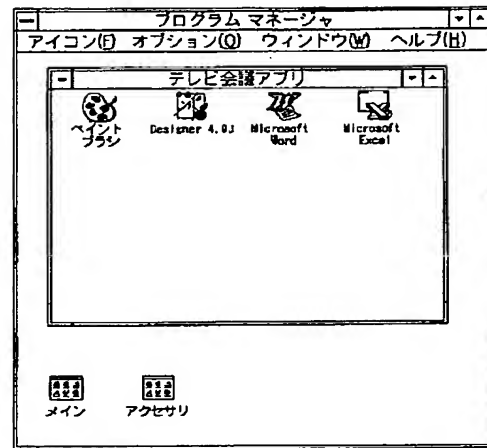 プログラム マネージャ
アイコン(F) オプション(O) ウィンドウ(W) ヘルプ(H)
テレビ会議アプリ
ペイント
ブラシ
Designer 4.0J
Microsoft
Word
Microsoft
Excel
メイン
アクセサリ